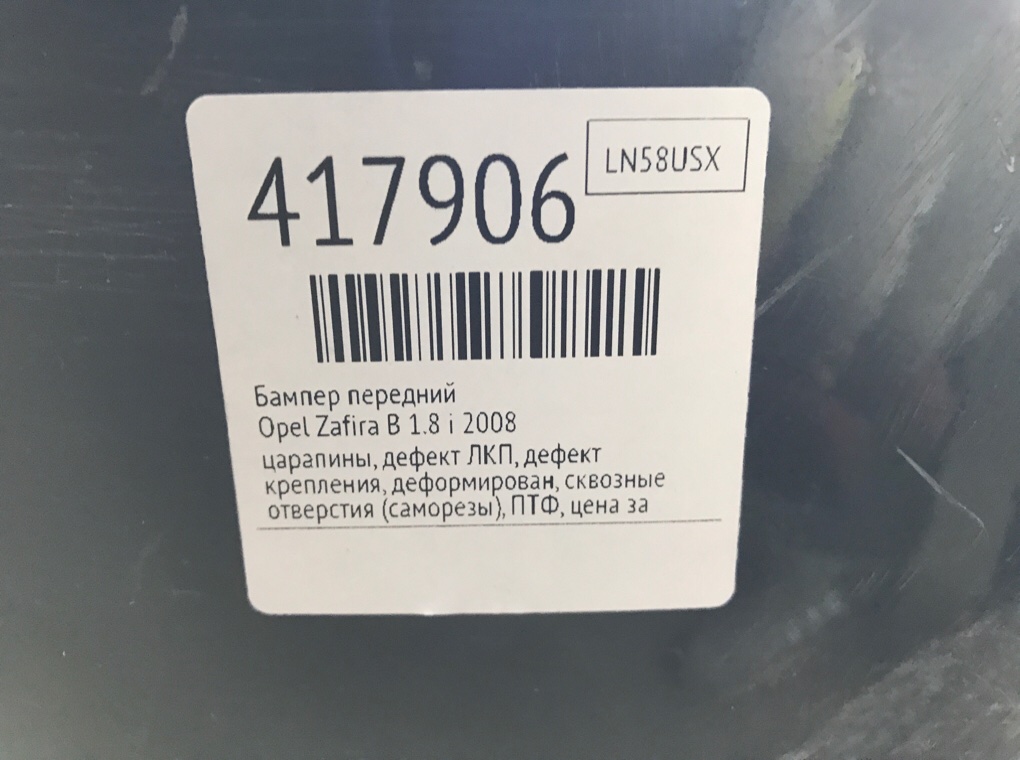 417906
LN58USX
Бампер передний
Opel Zafira B 1.8 i 2008
царапины, дефект ЛКП, дефект
крепления, деформирован, сквозные
отверстия (саморезы), ПТФ, цена за